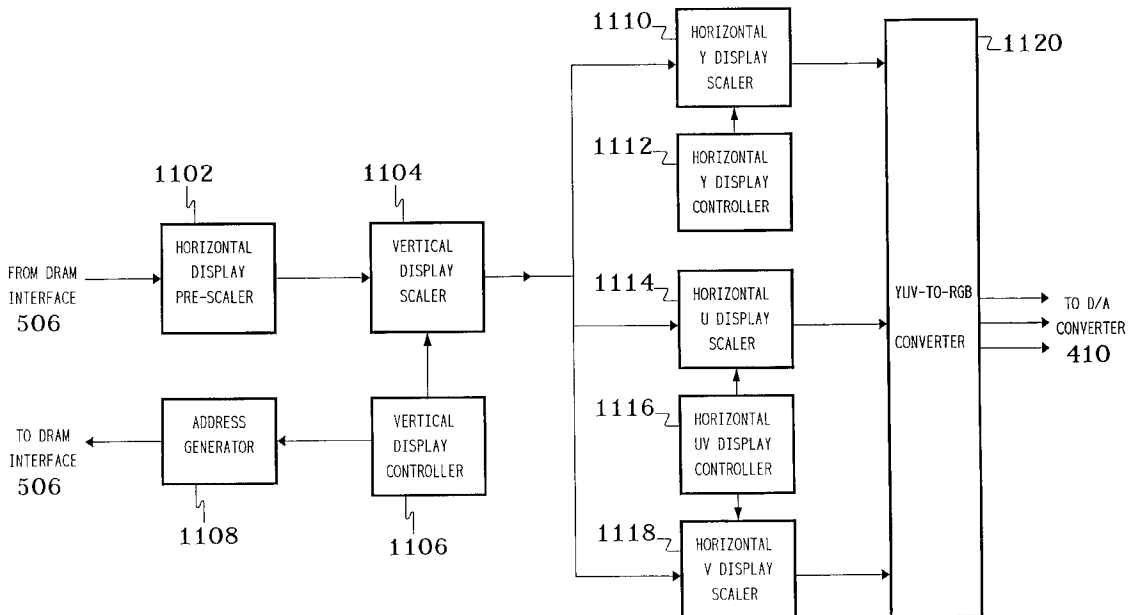 1110
HORIZONTAL
Y DISPLAY
SCALER
1120
1112
HORIZONTAL
Y DISPLAY
CONTROLLER
1102
1104
HORIZONTAL
DISPLAY
PRE-SCALER
VERTICAL
DISPLAY
SCALER
FROM DRAM
INTERFACE
506
1114
HORIZONTAL
U DISPLAY
SCALER
YUV-TO-RGB
CONVERTER
TO D/A
CONVERTER
410
TO DRAM
INTERFACE
506
ADDRESS
GENERATOR
VERTICAL
DISPLAY
CONTROLLER
1116
HORIZONTAL
UV DISPLAY
CONTROLLER
1108
1106
1118
HORIZONTAL
V DISPLAY
SCALER